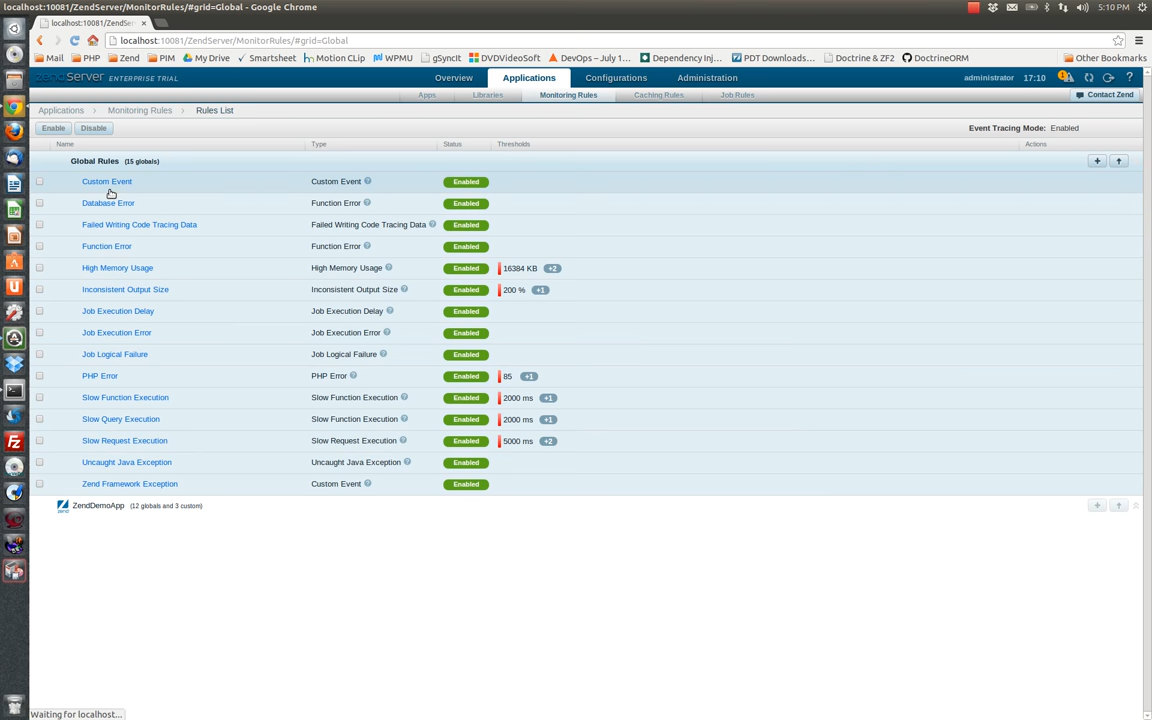 localhost:10081/ZendServer/MonitorRules/#grid=Global - Google Chrome
5:10 PM
localhost:10081/ZendSer
localhost:10081/ZendServer/MonitorRules/#grid=Global
Mail PHP Zend PIM My Drive Smartsheet Motion CLip WPMU gSyncIt DVDVideoSoft DevOps – July 1... Dependency Inj... PDT Downloads... Doctrine & ZF2 DoctrineORM Other Bookmarks
zend Server ENTERPRISE TRIAL Overview Applications Configurations Administration administrator 17:10 1 ?
Apps Libraries Monitoring Rules Caching Rules Job Rules Contact Zend
Applications Monitoring Rules Rules List
Enable Disable Event Tracing Mode: Enabled
Name Type Status Thresholds Actions
Global Rules (15 globals)
Custom Event Custom Event ? Enabled
Database Error Function Error ? Enabled
Failed Writing Code Tracing Data Failed Writing Code Tracing Data ? Enabled
Function Error Function Error ? Enabled
High Memory Usage High Memory Usage ? Enabled 16384 KB +2
Inconsistent Output Size Inconsistent Output Size ? Enabled 200 % +1
Job Execution Delay Job Execution Delay ? Enabled
Job Execution Error Job Execution Error ? Enabled
Job Logical Failure Job Logical Failure ? Enabled
PHP Error PHP Error ? Enabled 85 +1
Slow Function Execution Slow Function Execution ? Enabled 2000 ms +1
Slow Query Execution Slow Function Execution ? Enabled 2000 ms +1
Slow Request Execution Slow Request Execution ? Enabled 5000 ms +2
Uncaught Java Exception Uncaught Java Exception ? Enabled
Zend Framework Exception Custom Event ? Enabled
ZendDemoApp (12 globals and 3 custom)
Waiting for localhost...